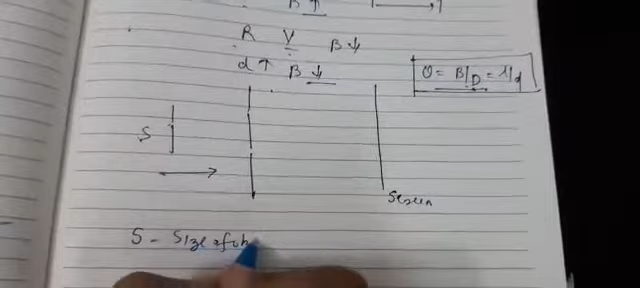 B ↑
R V B ↓
d ↑ B ↓
θ = B/D = λ/d
S
Screen
S - Size of